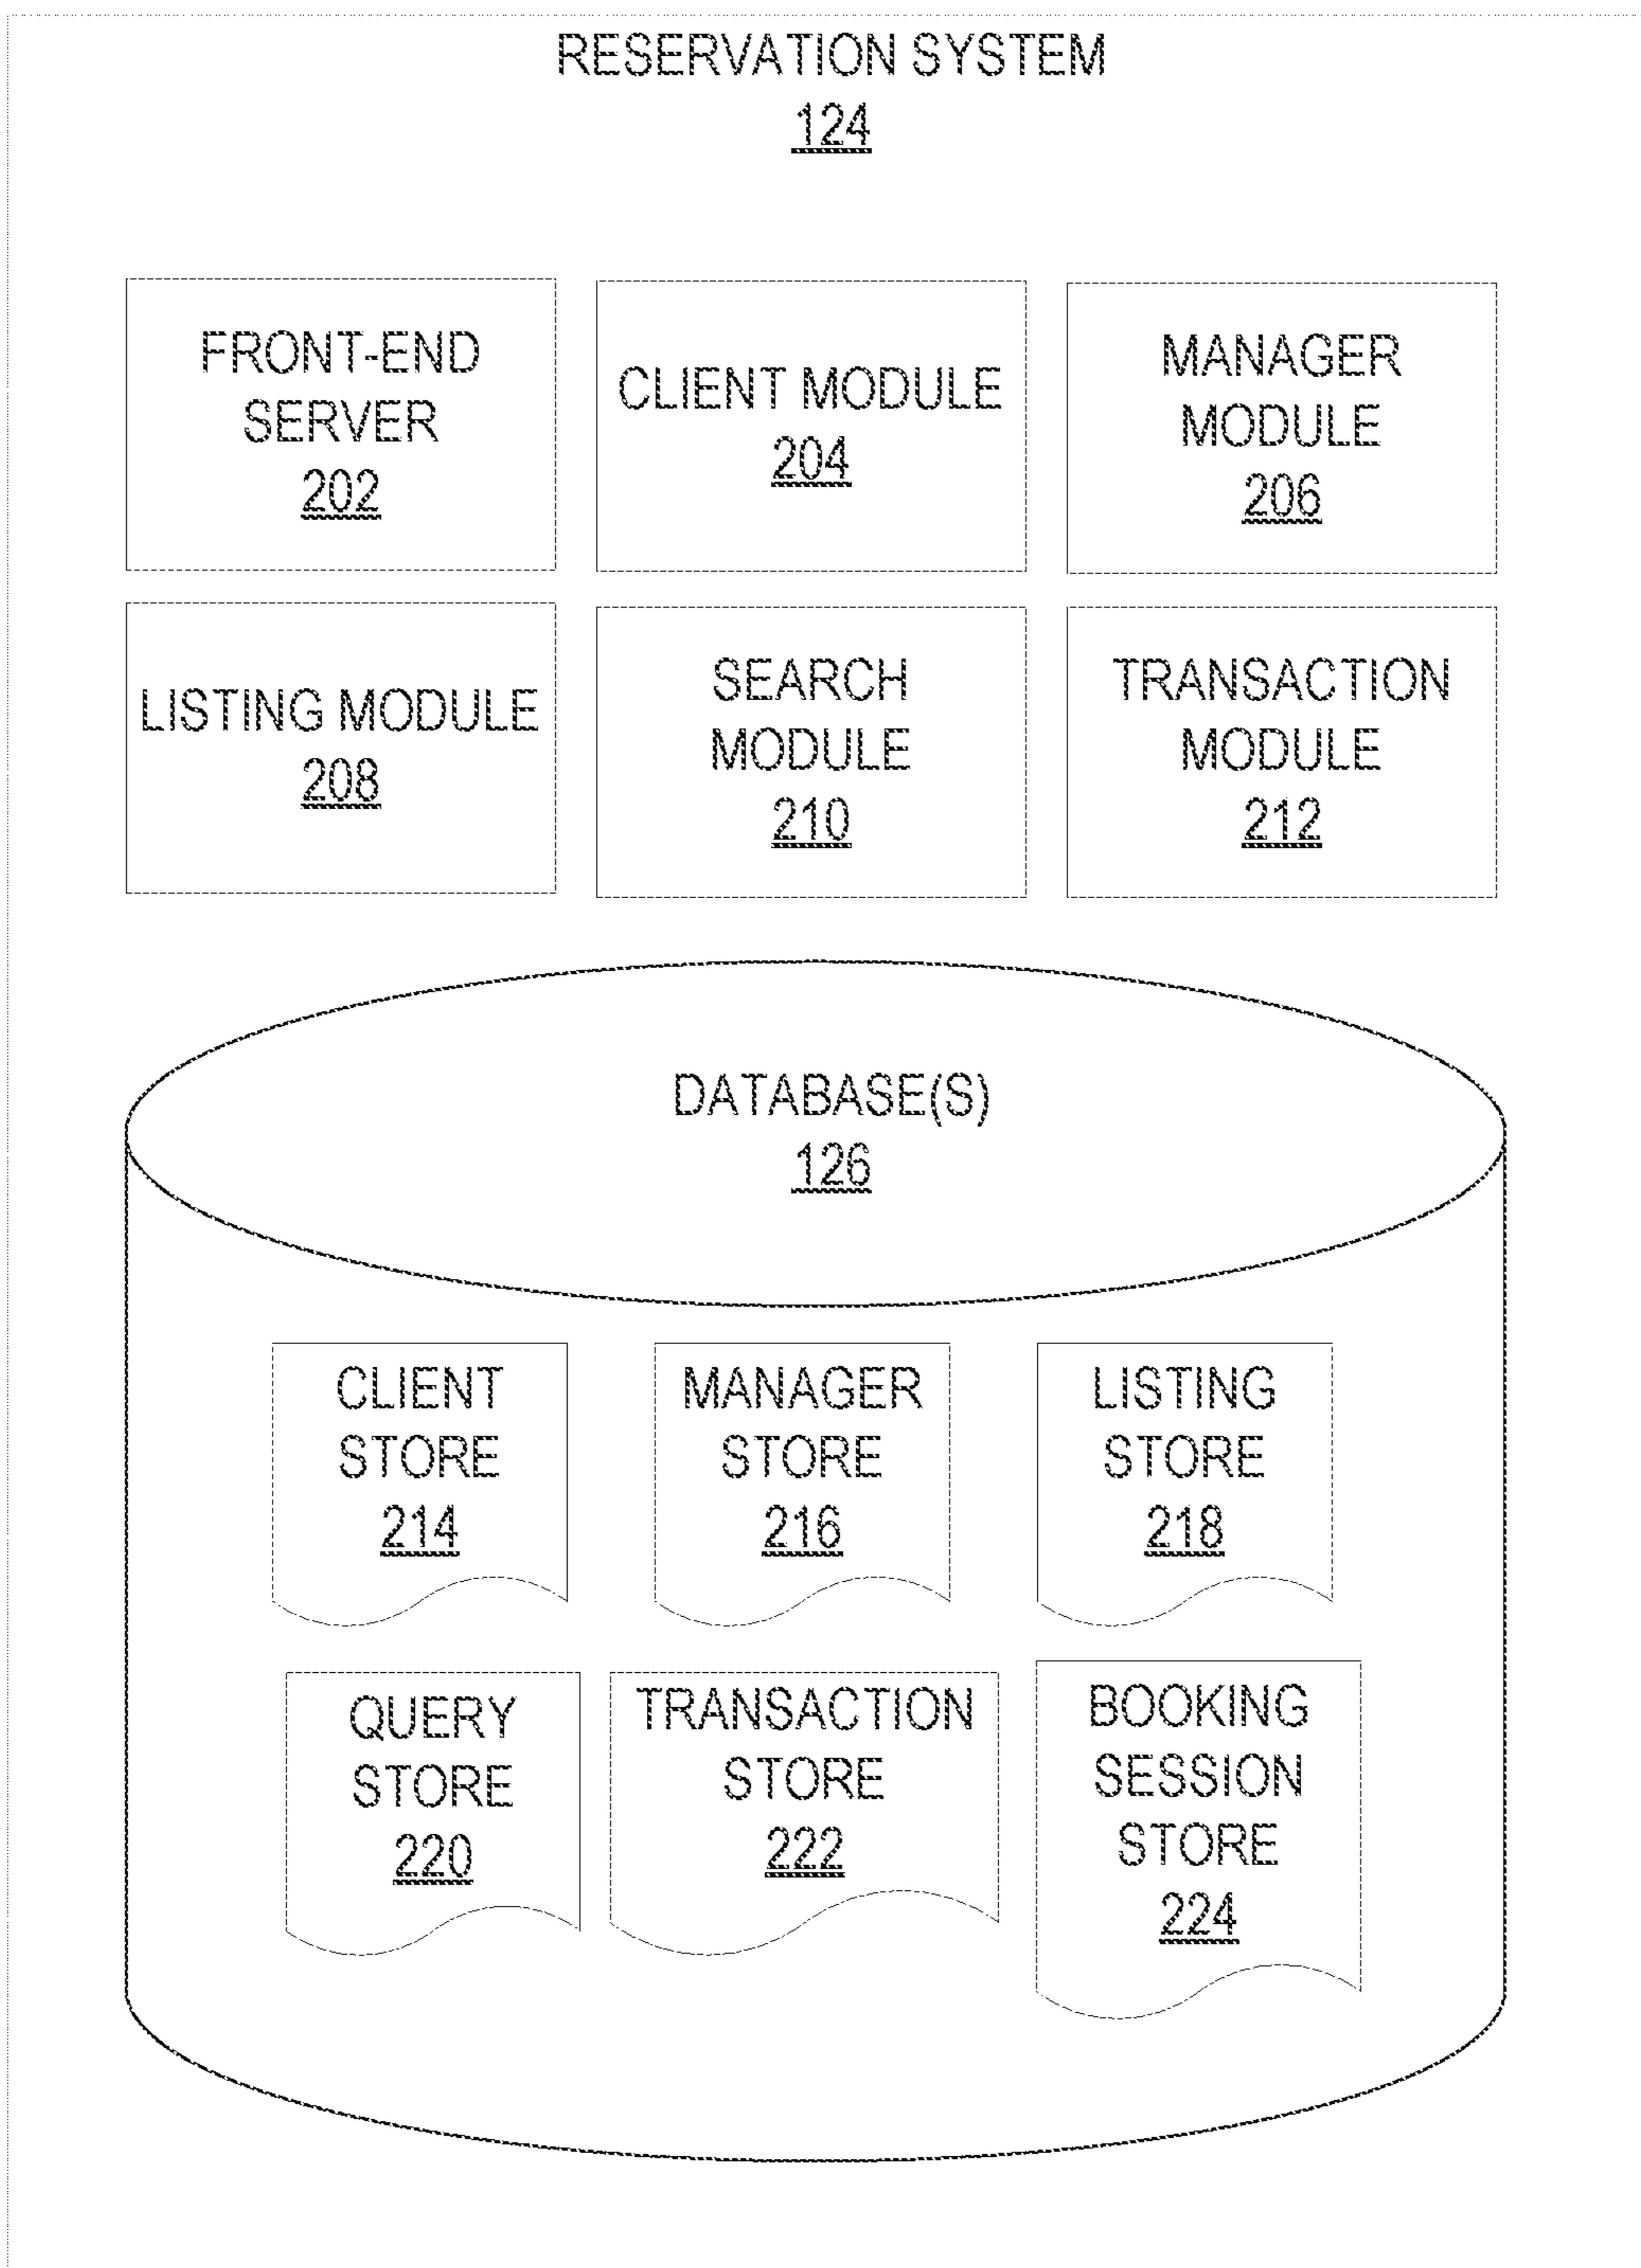 RESERVATION SYSTEM
124
FRONT-END
SERVER
202
CLIENT MODULE
204
MANAGER
MODULE
206
LISTING MODULE
208
SEARCH
MODULE
210
TRANSACTION
MODULE
212
DATABASE(S)
126
CLIENT
STORE
214
MANAGER
STORE
216
LISTING
STORE
218
QUERY
STORE
220
TRANSACTION
STORE
222
BOOKING
SESSION
STORE
224